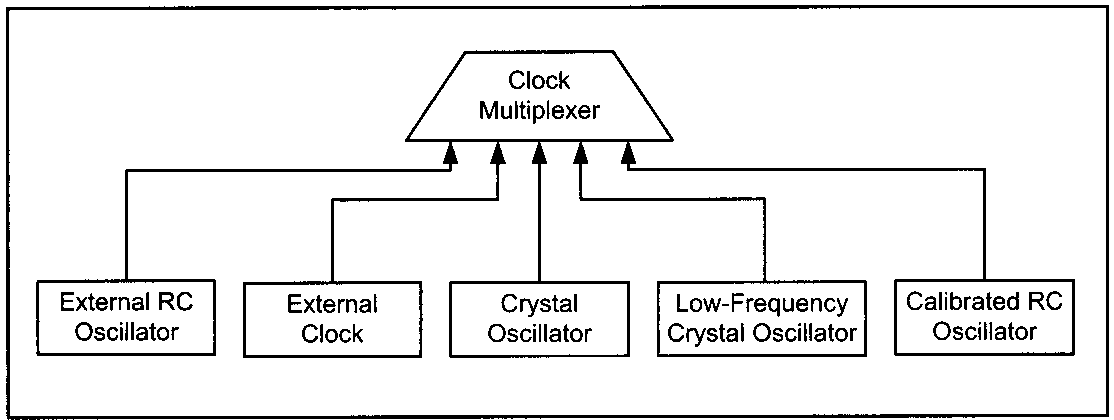 Clock
Multiplexer
External RC
Oscillator
External
Clock
Crystal
Oscillator
Low-Frequency
Crystal Oscillator
Calibrated RC
Oscillator